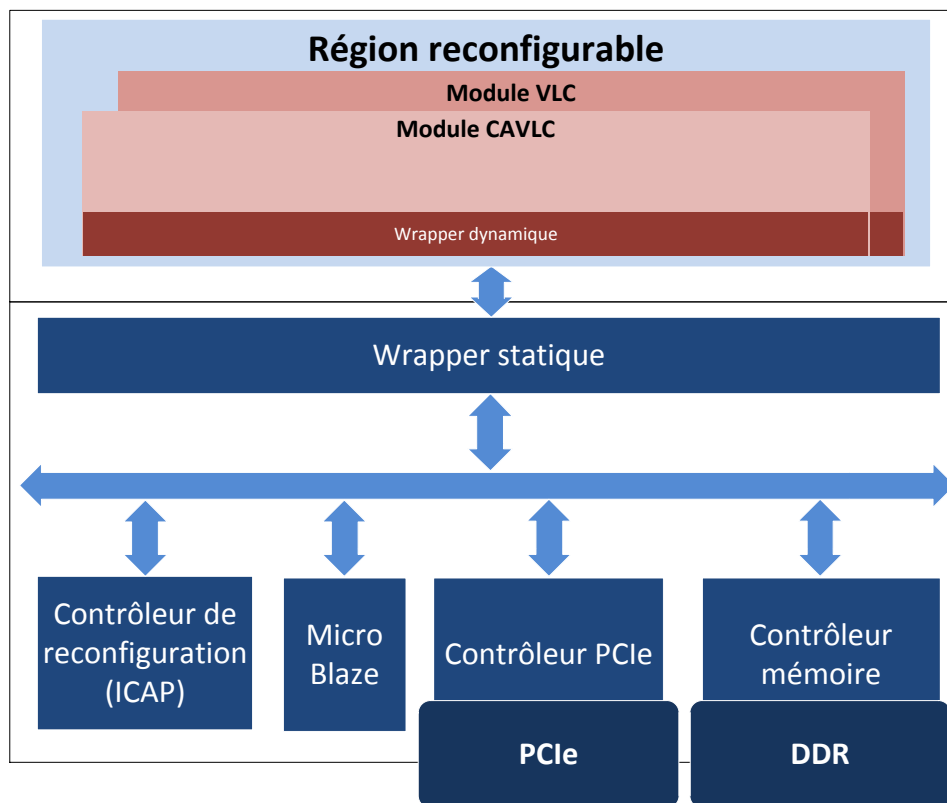 Région reconfigurable
Module VLC
Module CAVLC
Wrapper dynamique
Wrapper statique
Contrôleur de
reconfiguration
(ICAP)
Micro
Blaze
Contrôleur PCIe
Contrôleur
mémoire
PCIe
DDR